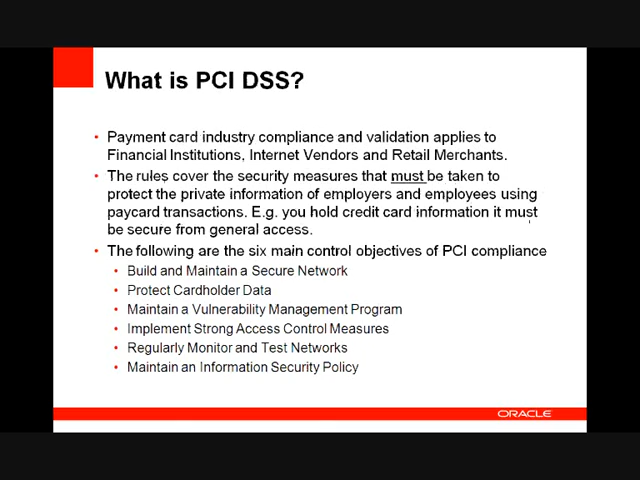 What is PCI DSS?
• Payment card industry compliance and validation applies to
Financial Institutions, Internet Vendors and Retail Merchants.
• The rules cover the security measures that must be taken to
protect the private information of employers and employees using
paycard transactions. E.g. you hold credit card information it must
be secure from general access.
• The following are the six main control objectives of PCI compliance
• Build and Maintain a Secure Network
• Protect Cardholder Data
• Maintain a Vulnerability Management Program
• Implement Strong Access Control Measures
• Regularly Monitor and Test Networks
• Maintain an Information Security Policy
ORACLE